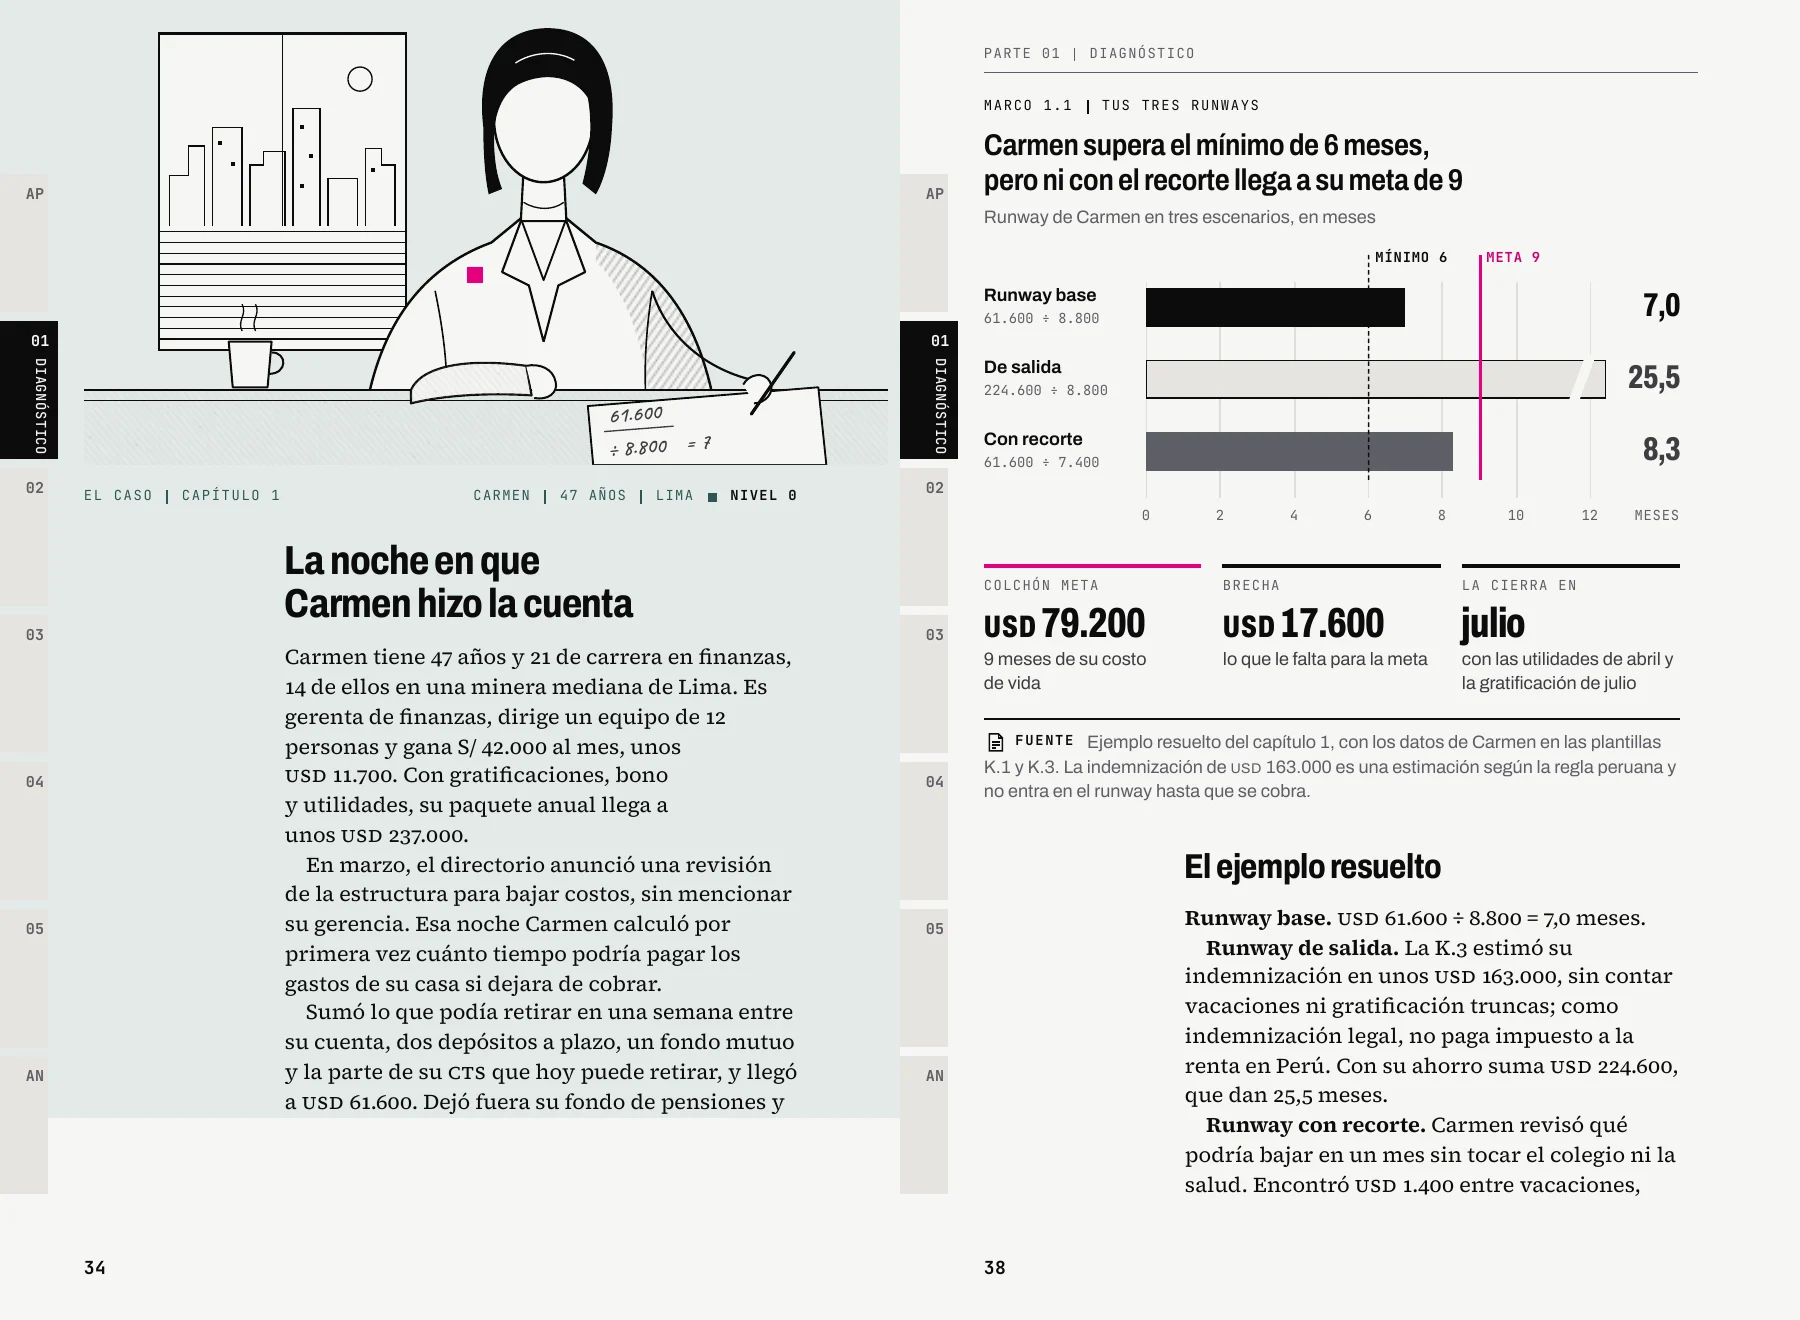 61.600
÷ 8.800 = 7
AP
01
DIAGNÓSTICO
02
03
04
05
AN
EL CASO | CAPÍTULO 1
CARMEN | 47 AÑOS | LIMA ■ NIVEL 0
La noche en que
Carmen hizo la cuenta
Carmen tiene 47 años y 21 de carrera en finanzas,
14 de ellos en una minera mediana de Lima. Es
gerenta de finanzas, dirige un equipo de 12
personas y gana S/ 42.000 al mes, unos
USD 11.700. Con gratificaciones, bono
y utilidades, su paquete anual llega a
unos USD 237.000.
En marzo, el directorio anunció una revisión
de la estructura para bajar costos, sin mencionar
su gerencia. Esa noche Carmen calculó por
primera vez cuánto tiempo podría pagar los
gastos de su casa si dejara de cobrar.
Sumó lo que podía retirar en una semana entre
su cuenta, dos depósitos a plazo, un fondo mutuo
y la parte de su CTS que hoy puede retirar, y llegó
a USD 61.600. Dejó fuera su fondo de pensiones y
34
AP
01
DIAGNÓSTICO
02
03
04
05
AN
PARTE 01 | DIAGNÓSTICO
MARCO 1.1 | TUS TRES RUNWAYS
Carmen supera el mínimo de 6 meses,
pero ni con el recorte llega a su meta de 9
Runway de Carmen en tres escenarios, en meses
MÍNIMO 6
META 9
Runway base
61.600 ÷ 8.800
7,0
De salida
224.600 ÷ 8.800
25,5
Con recorte
61.600 ÷ 7.400
8,3
0 2 4 6 8 10 12 MESES
COLCHÓN META
USD 79.200
9 meses de su costo
de vida
BRECHA
USD 17.600
lo que le falta para la meta
LA CIERRA EN
julio
con las utilidades de abril y
la gratificación de julio
FUENTE Ejemplo resuelto del capítulo 1, con los datos de Carmen en las plantillas
K.1 y K.3. La indemnización de USD 163.000 es una estimación según la regla peruana y
no entra en el runway hasta que se cobra.
El ejemplo resuelto
Runway base. USD 61.600 ÷ 8.800 = 7,0 meses.
Runway de salida. La K.3 estimó su
indemnización en unos USD 163.000, sin contar
vacaciones ni gratificación truncas; como
indemnización legal, no paga impuesto a la
renta en Perú. Con su ahorro suma USD 224.600,
que dan 25,5 meses.
Runway con recorte. Carmen revisó qué
podría bajar en un mes sin tocar el colegio ni la
salud. Encontró USD 1.400 entre vacaciones,
38